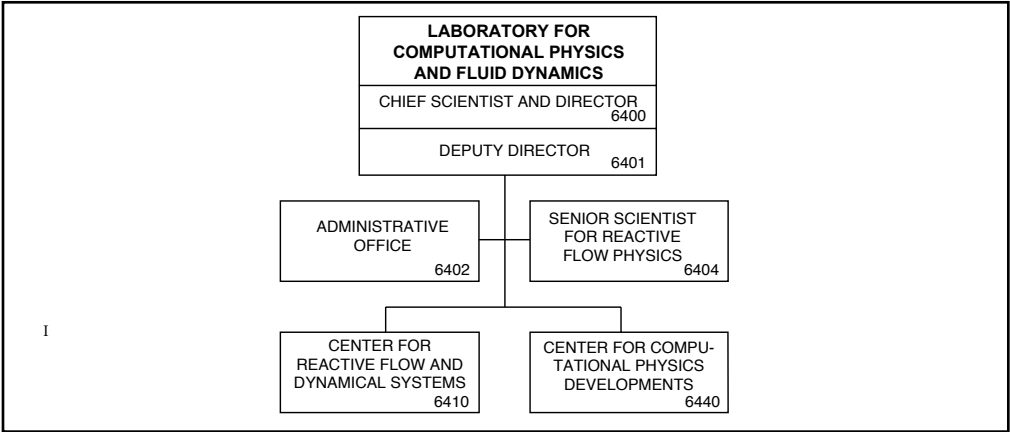 LABORATORY FOR
COMPUTATIONAL PHYSICS
AND FLUID DYNAMICS
CHIEF SCIENTIST AND DIRECTOR
6400
DEPUTY DIRECTOR
6401
ADMINISTRATIVE
OFFICE
6402
SENIOR SCIENTIST
FOR REACTIVE
FLOW PHYSICS
6404
I
CENTER FOR
REACTIVE FLOW AND
DYNAMICAL SYSTEMS
6410
CENTER FOR COMPU-
TATIONAL PHYSICS
DEVELOPMENTS
6440